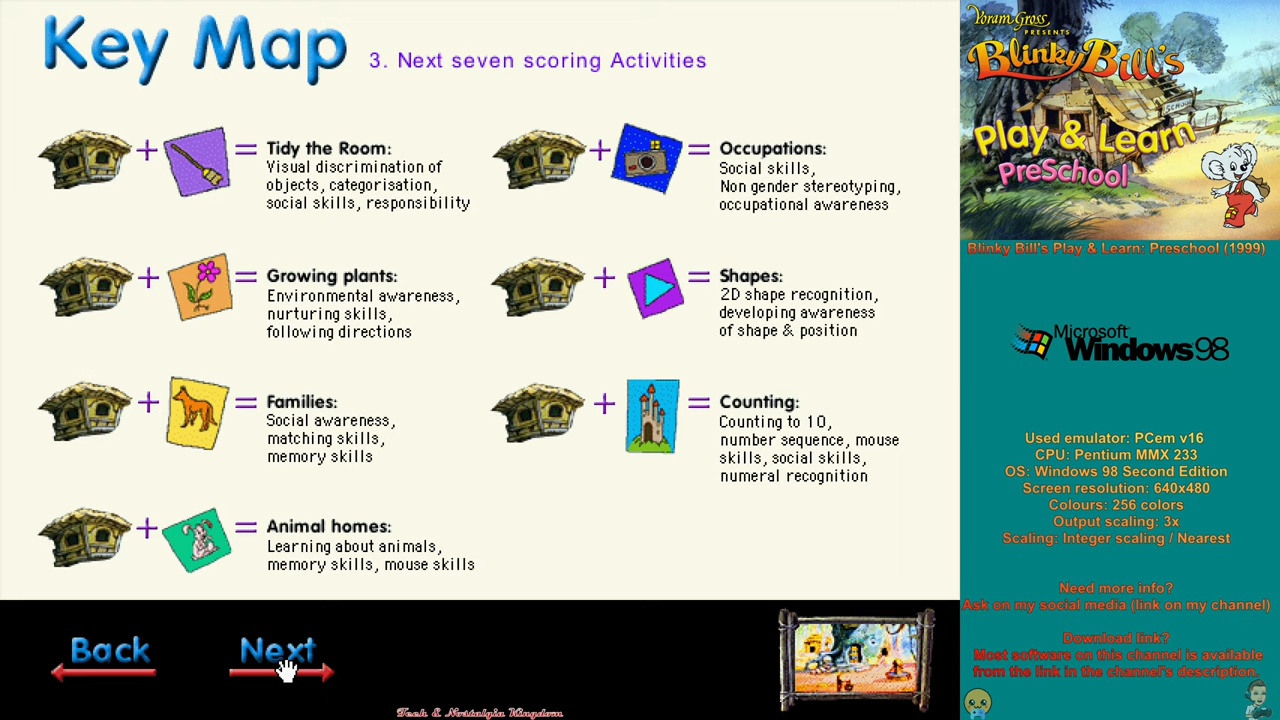 Key Map
3. Next seven scoring Activities
Tidy the Room:
Visual discrimination of
objects, categorisation,
social skills, responsibility
Growing plants:
Environmental awareness,
nurturing skills,
following directions
Families:
Social awareness,
matching skills,
memory skills
Animal homes:
Learning about animals,
memory skills, mouse skills
Occupations:
Social skills,
Non gender stereotyping,
occupational awareness
Shapes:
2D shape recognition,
developing awareness
of shape & position
Counting:
Counting to 10,
number sequence, mouse
skills, social skills,
numeral recognition
Back
Next
Tech & Nostalgia Kingdom
Yoram Gross
PRESENTS
Blinky Bill's
SCHOOL
Play & Learn
PreSchool
Blinky Bill's Play & Learn: Preschool (1999)
Microsoft
Windows 98
Used emulator: PCem v16
CPU: Pentium MMX 233
OS: Windows 98 Second Edition
Screen resolution: 640x480
Colours: 256 colors
Output scaling: 3x
Scaling: Integer scaling / Nearest
Need more info?
Ask on my social media (link on my channel)
Download link?
Most software on this channel is available
from the link in the channel's description.